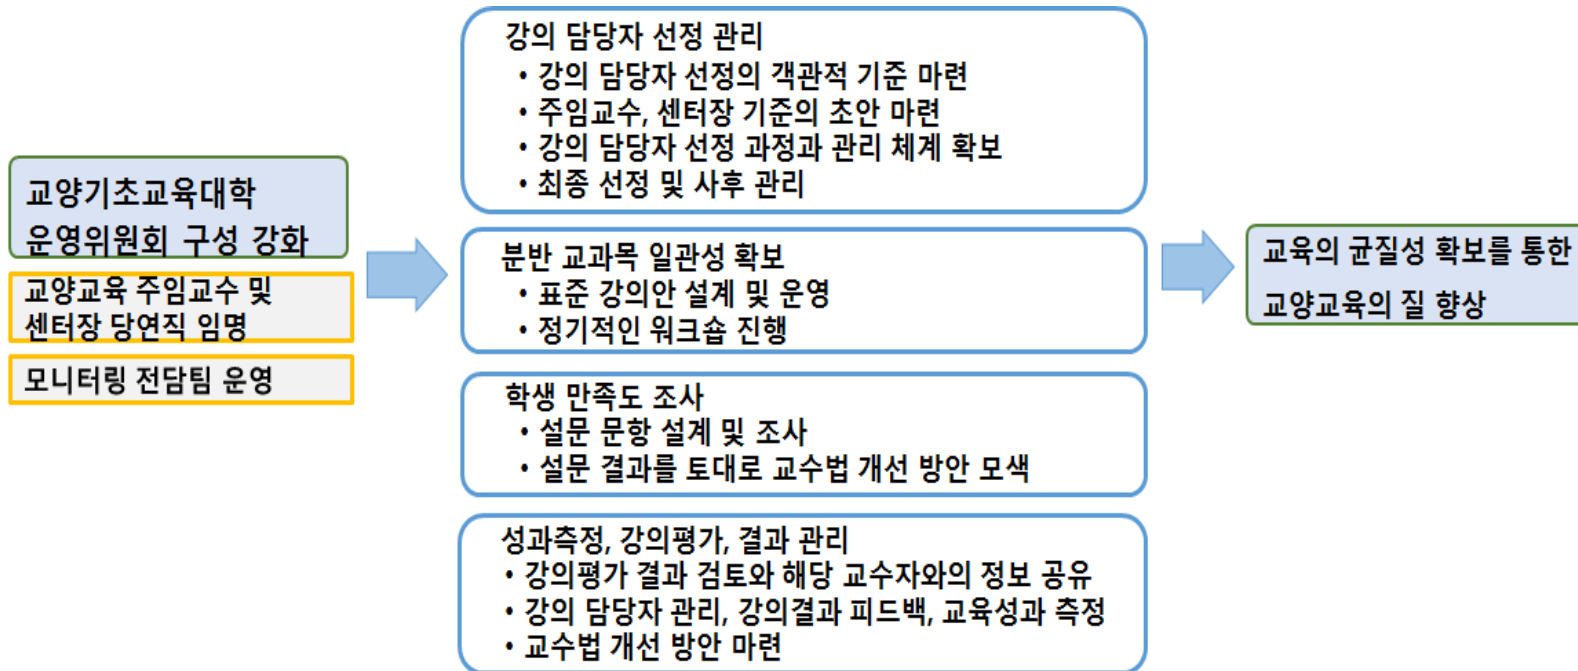 교양기초교육대학
운영위원회 구성 강화
교양교육 주임교수 및
센터장 당연직 임명
모니터링 전담팀 운영
강의 담당자 선정 관리
• 강의 담당자 선정의 객관적 기준 마련
• 주임교수, 센터장 기준의 초안 마련
• 강의 담당자 선정 과정과 관리 체계 확보
• 최종 선정 및 사후 관리
분반 교과목 일관성 확보
• 표준 강의안 설계 및 운영
• 정기적인 워크숍 진행
학생 만족도 조사
• 설문 문항 설계 및 조사
• 설문 결과를 토대로 교수법 개선 방안 모색
성과측정, 강의평가, 결과 관리
• 강의평가 결과 검토와 해당 교수자와의 정보 공유
• 강의 담당자 관리, 강의결과 피드백, 교육성과 측정
• 교수법 개선 방안 마련
교육의 균질성 확보를 통한
교양교육의 질 향상